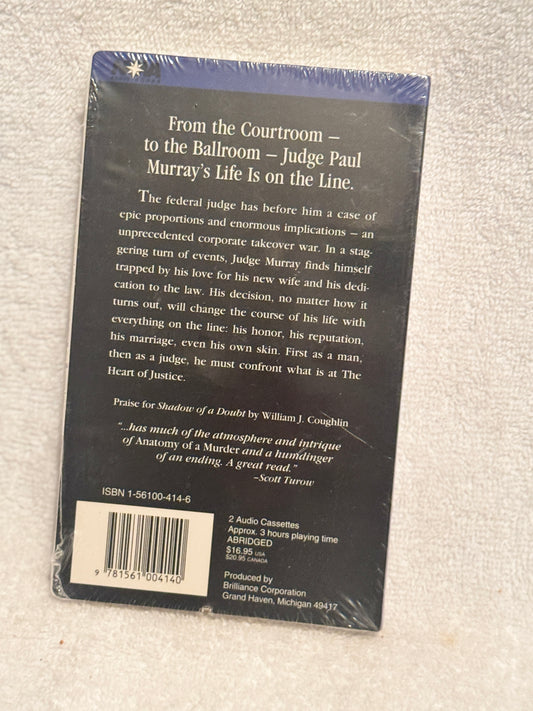 From the Courtroom –
to the Ballroom – Judge Paul
Murray's Life Is on the Line.
The federal judge has before him a case of
epic proportions and enormous implications – an
unprecedented corporate takeover war. In a stag-
gering turn of events, Judge Murray finds himself
trapped by his love for his new wife and his dedi-
cation to the law. His decision, no matter how it
turns out, will change the course of his life with
everything on the line: his honor, his reputation,
his marriage, even his own skin. First as a man,
then as a judge, he must confront what is at The
Heart of Justice.
Praise for Shadow of a Doubt by William J. Coughlin
"...has much of the atmosphere and intrigue
of Anatomy of a Murder and a humdinger
of an ending. A great read."
–Scott Turow
ISBN 1-56100-414-6
9 781561 004140
2 Audio Cassettes
Approx. 3 hours playing time
ABRIDGED
$16.95 USA
$20.95 CANADA
Produced by
Brilliance Corporation
Grand Haven, Michigan 49417